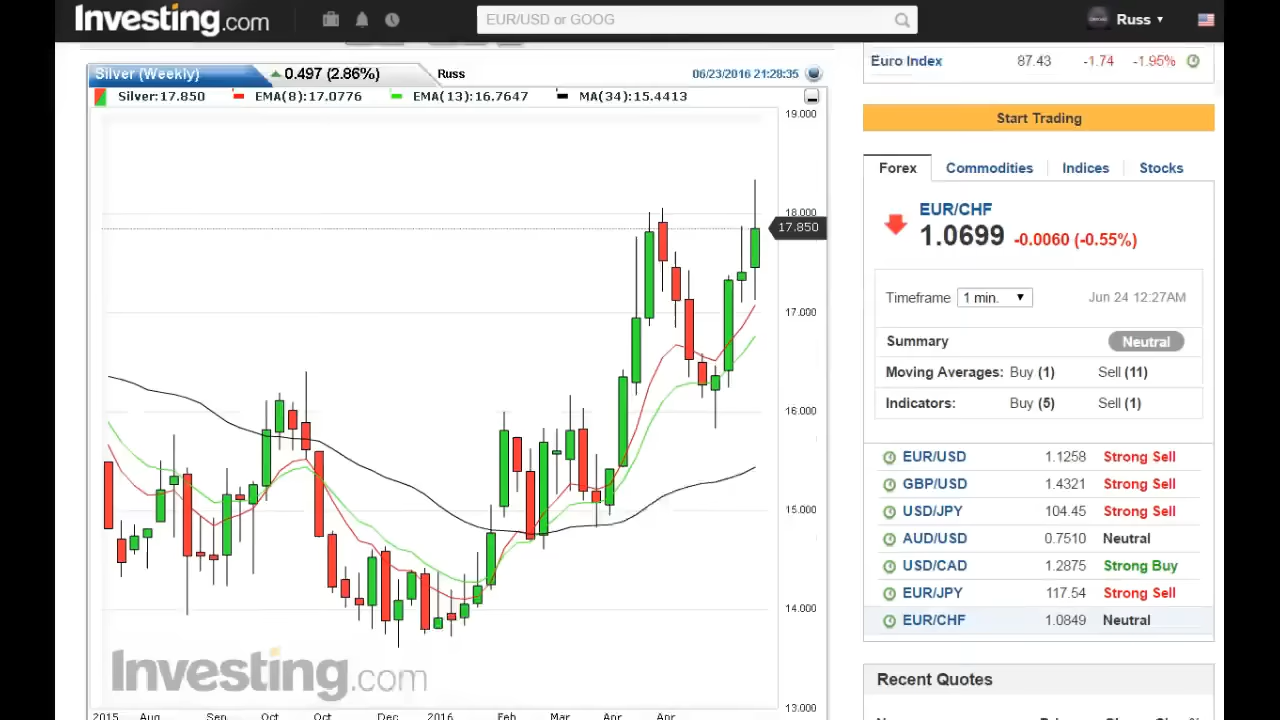 Investing.com
EUR/USD or GOOG
Russ
Silver (Weekly) 0.497 (2.86%) Russ 06/23/2016 21:28:35
Silver:17.850 EMA(8):17.0776 EMA(13):16.7647 MA(34):15.4413
19.000
18.000
17.850
17.000
16.000
15.000
14.000
13.000
Investing.com
2015 Aug Sep Oct Oct Dec 2016 Feb Mar Apr Apr
Euro Index 87.43 -1.74 -1.95%
Start Trading
Forex Commodities Indices Stocks
EUR/CHF
1.0699 -0.0060 (-0.55%)
Timeframe 1 min. Jun 24 12:27AM
Summary Neutral
Moving Averages: Buy (1) Sell (11)
Indicators: Buy (5) Sell (1)
EUR/USD 1.1258 Strong Sell
GBP/USD 1.4321 Strong Sell
USD/JPY 104.45 Strong Sell
AUD/USD 0.7510 Neutral
USD/CAD 1.2875 Strong Buy
EUR/JPY 117.54 Strong Sell
EUR/CHF 1.0849 Neutral
Recent Quotes